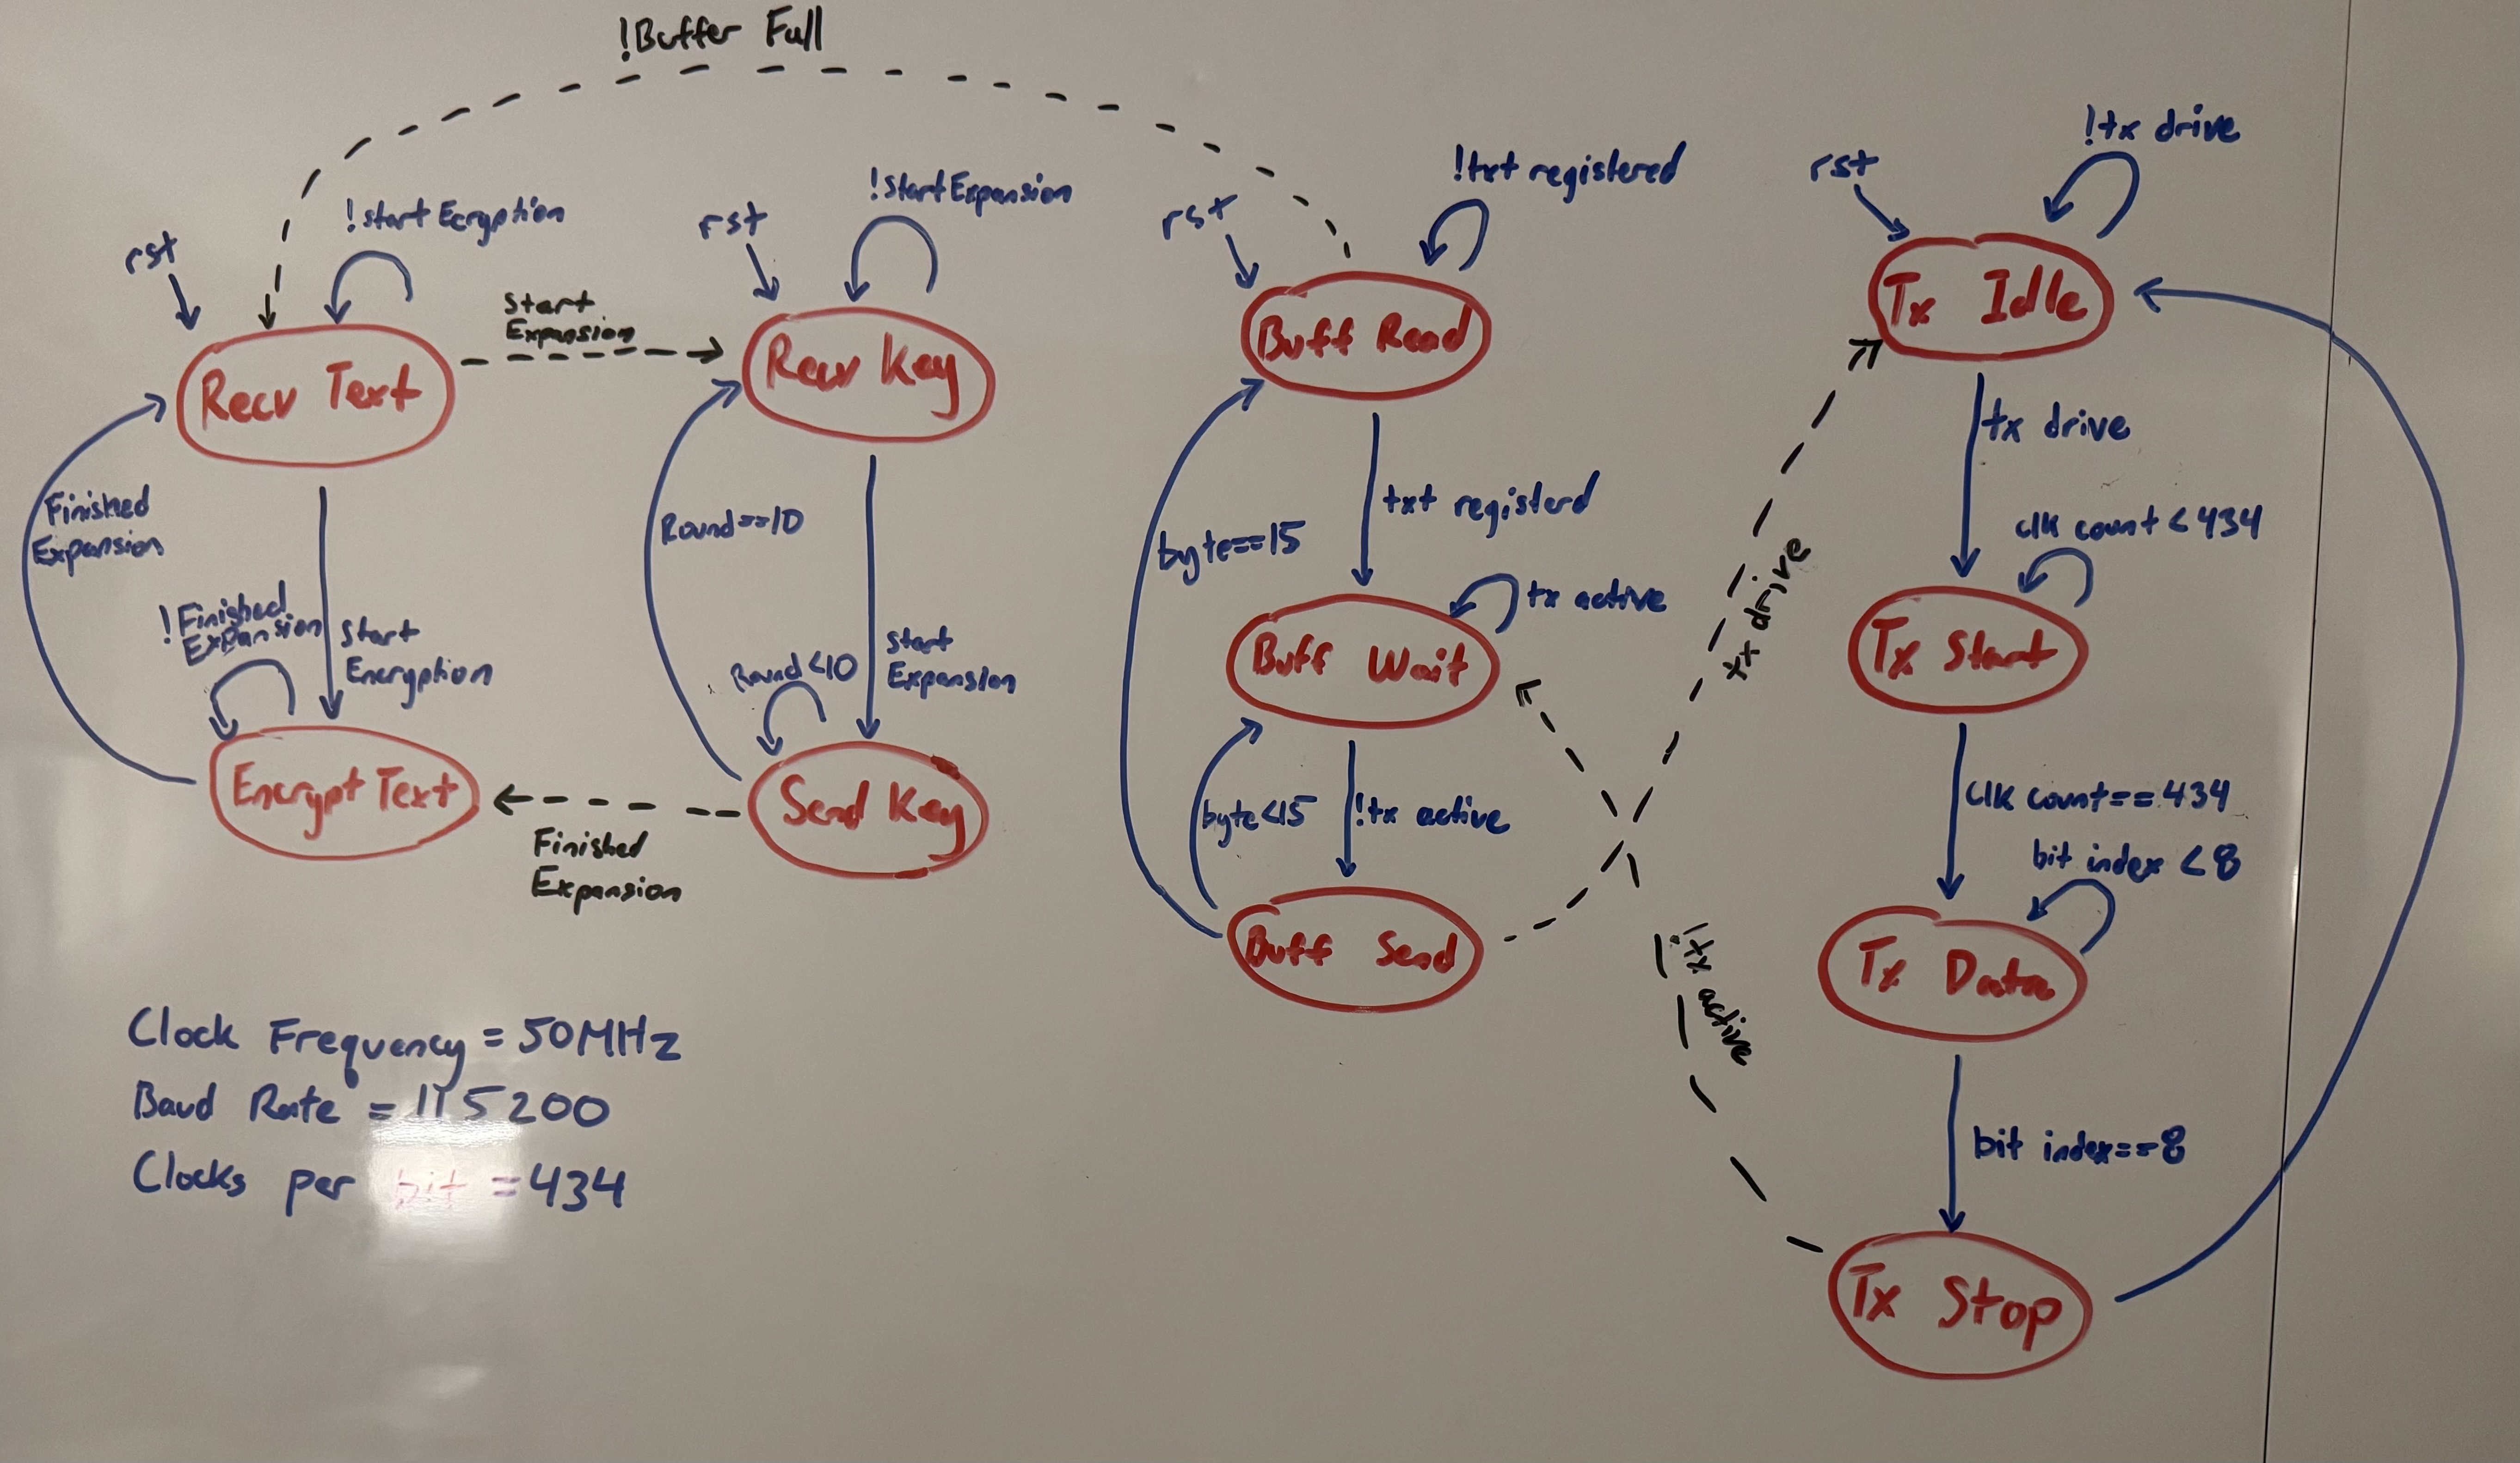 !Buffer Full
rst
!start Ecryption
Recv Text
Start
Expansion
Finished
Expansion
!Finished
Expansion
Start
Encryption
Encrypt Text
Finished
Expansion
rst
!Start Expansion
Recv Key
Round==10
Start
Expansion
Round<10
Send Key
rst
!txt registered
Buff Read
txt registerd
byte==15
tx active
Buff Wait
byte<15
!tx active
Buff Send
tx drive
!tx active
rst
!tx drive
Tx Idle
tx drive
clk count<434
Tx Start
Clk count==434
bit index <8
Tx Data
bit index==8
Tx Stop
Clock Frequency = 50MHz
Baud Rate = 115200
Clocks per bit = 434